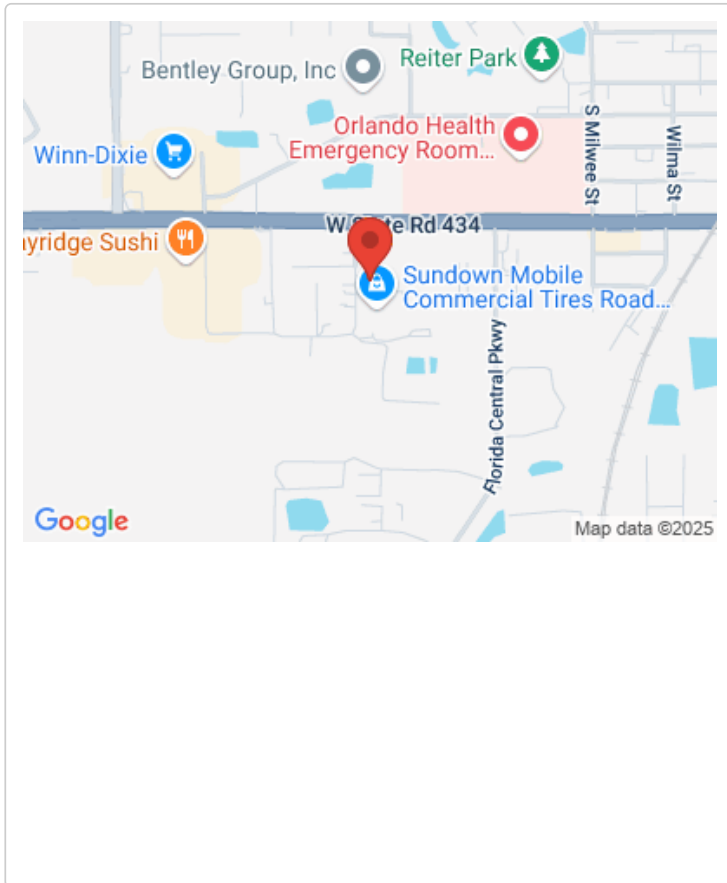 Bentley Group, Inc
Reiter Park
Orlando Health
Emergency Room...
Winn-Dixie
S Milwee St
Wilma St
W State Rd 434
yridge Sushi
Sundown Mobile
Commercial Tires Road...
Florida Central Pkwy
Google
Map data ©2025